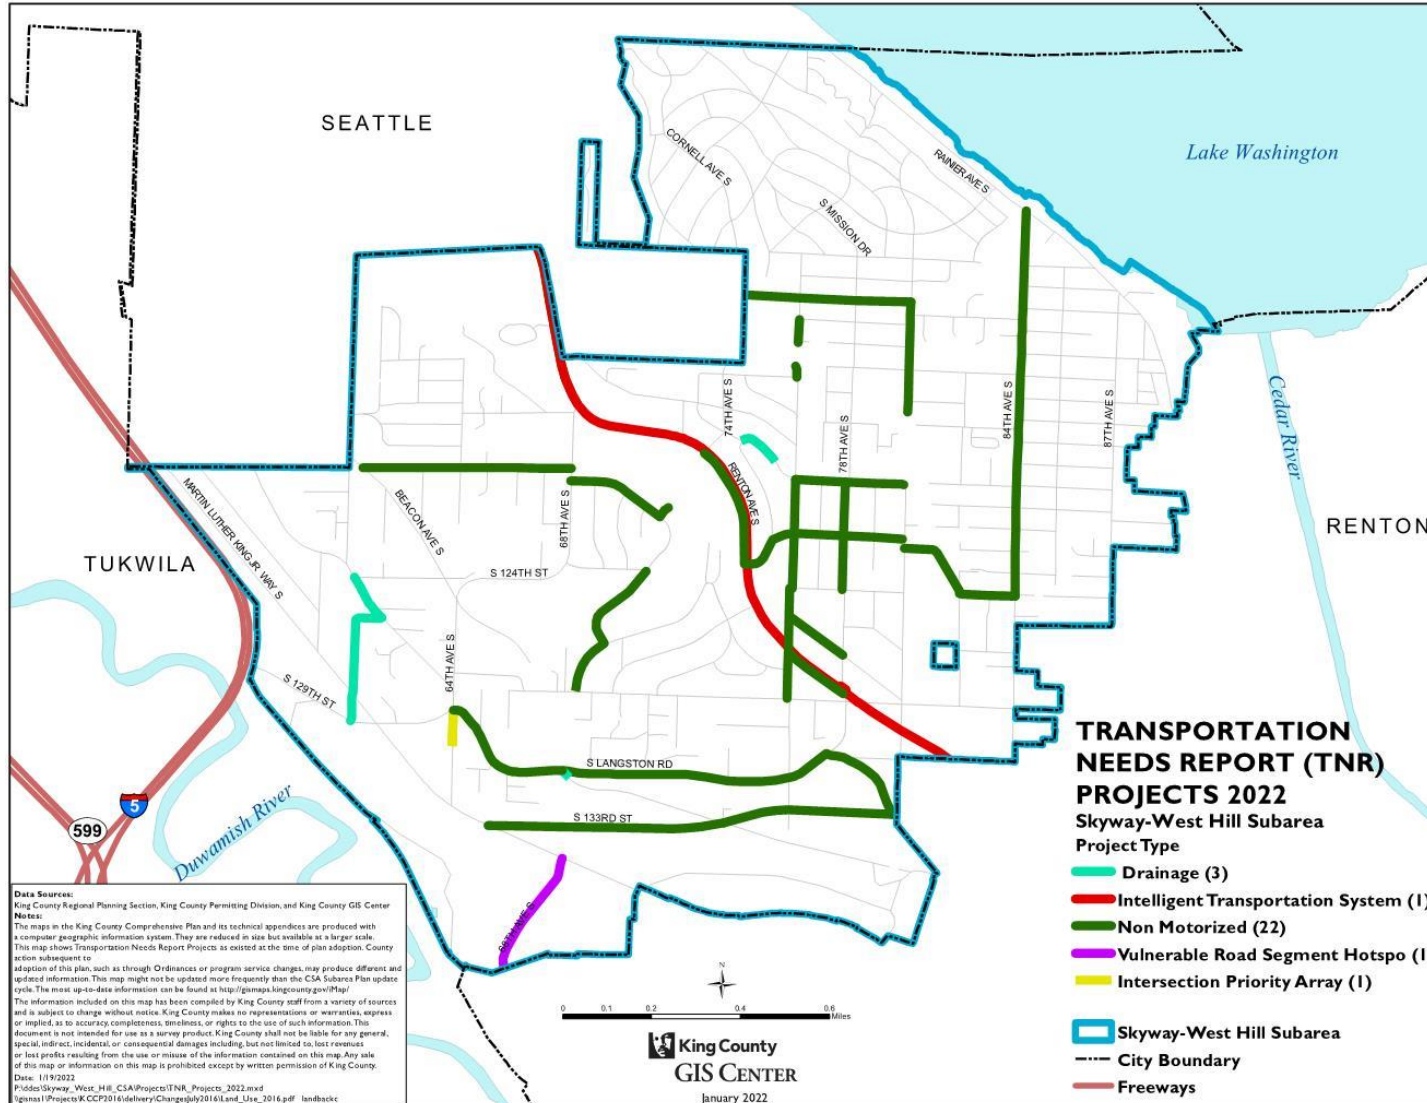 SEATTLE
Lake Washington
CORNELL AVE S
RAINIER AVE S
S MISSION DR
Cedar River
74TH AVE S
78TH AVE S
84TH AVE S
87TH AVE S
RENTON AVE S
MARTIN LUTHER KING JR. WAY S
BEACON AVE S
68TH AVE S
RENTON
TUKWILA
S 124TH ST
64TH AVE S
S 129TH ST
S LANGSTON RD
S 133RD ST
66TH AVE S
5
599
Duwamish River
TRANSPORTATION
NEEDS REPORT (TNR)
PROJECTS 2022
Skyway-West Hill Subarea
Project Type
Drainage (3)
Intelligent Transportation System (1)
Non Motorized (22)
Vulnerable Road Segment Hotspo (1
Intersection Priority Array (1)
Skyway-West Hill Subarea
City Boundary
Freeways
N
0 0.1 0.2 0.4 0.6
Miles
King County
GIS CENTER
January 2022
Data Sources:
King County Regional Planning Section, King County Permitting Division, and King County GIS Center
Notes:
The maps in the King County Comprehensive Plan and its technical appendices are produced with
a computer geographic information system. They are reduced in size but available at a larger scale.
This map shows Transportation Needs Report Projects as existed at the time of plan adoption. County
action subsequent to
adoption of this plan, such as through Ordinances or program service changes, may produce different and
updated information. This map might not be updated more frequently than the CSA Subarea Plan update
cycle. The most up-to-date information can be found at http://gismaps.kingcounty.gov/iMap/
The information included on this map has been compiled by King County staff from a variety of sources
and is subject to change without notice. King County makes no representations or warranties, express
or implied, as to accuracy, completeness, timeliness, or rights to the use of such information. This
document is not intended for use as a survey product. King County shall not be liable for any general,
special, indirect, incidental, or consequential damages including, but not limited to, lost revenues
or lost profits resulting from the use or misuse of the information contained on this map. Any sale
of this map or information on this map is prohibited except by written permission of King County.
Date: 1/19/2022
P:\ddes\Skyway_West_Hill_CSA\Projects\TNR_Projects_2022.mxd
\\gisnas1\Projects\KCCP2016\delivery\ChangesJuly2016\Land_Use_2016.pdf landbackc